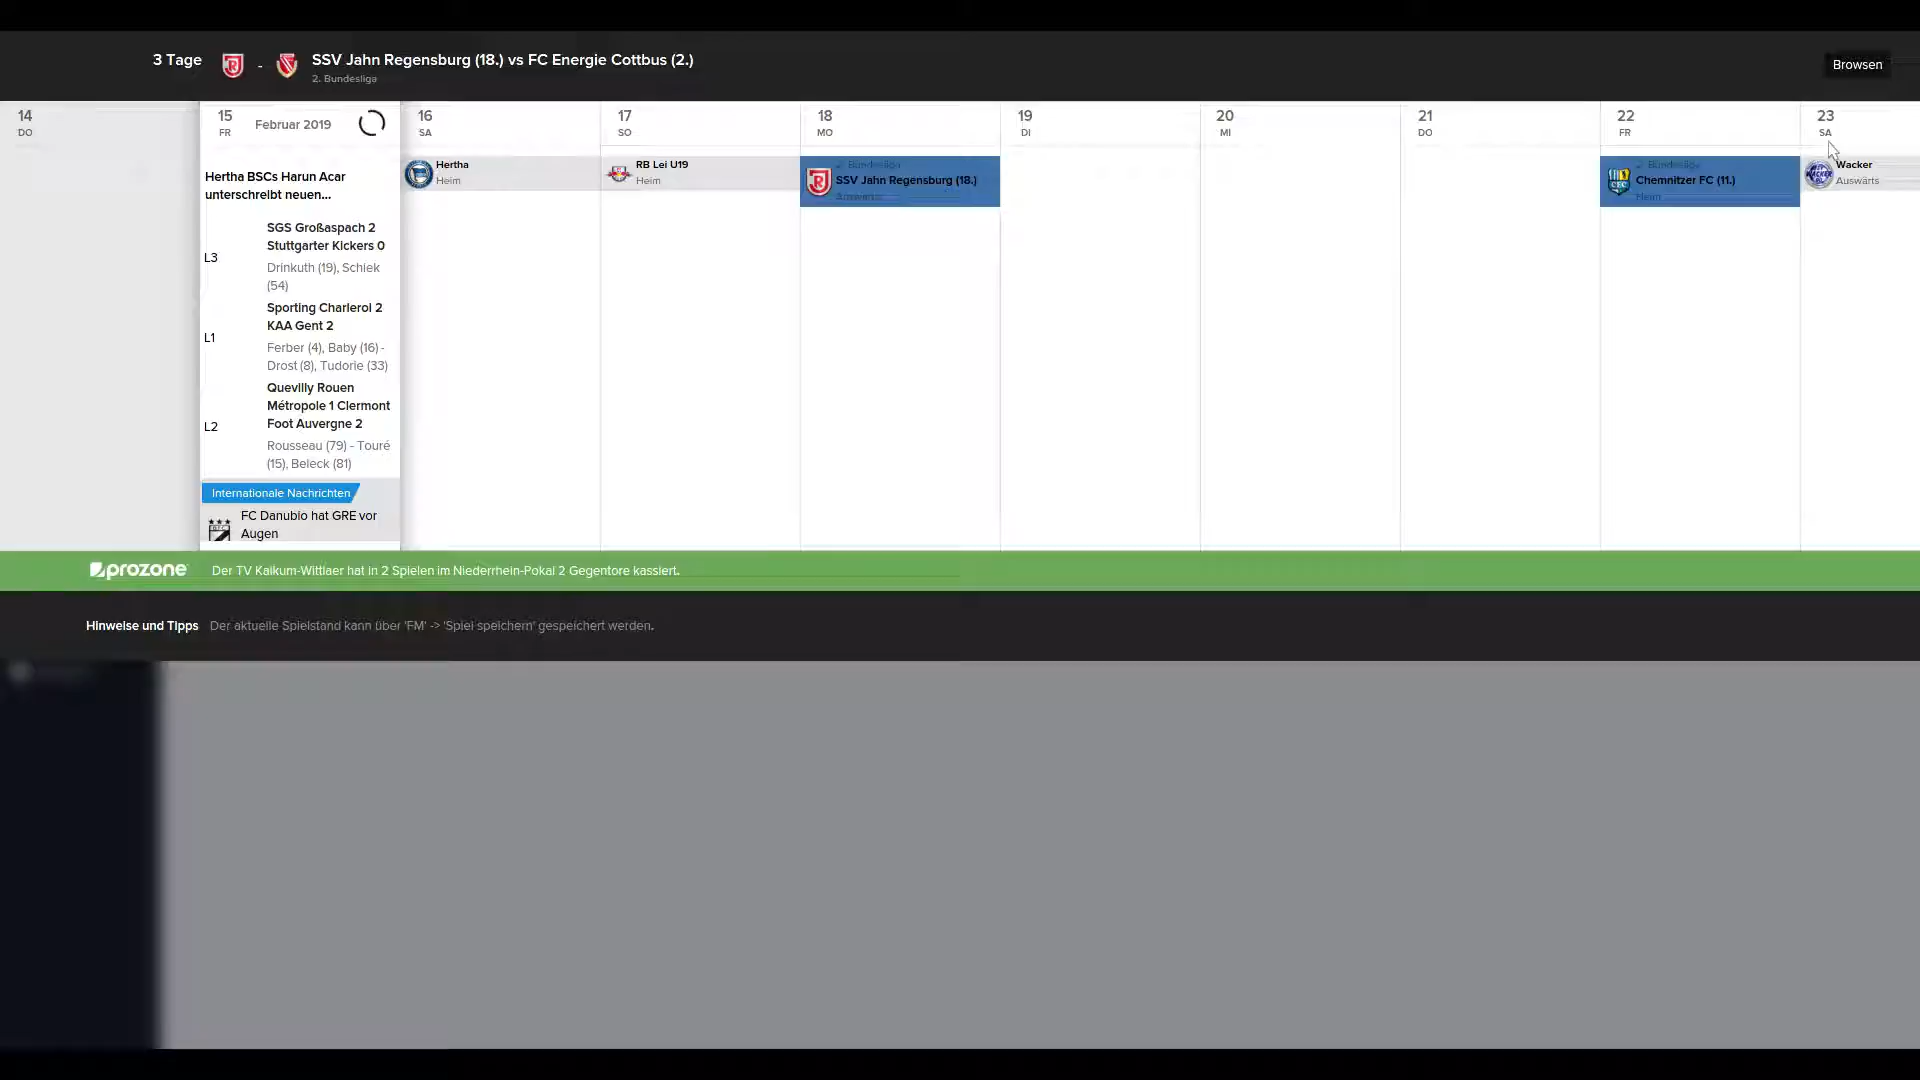 3 Tage - SSV Jahn Regensburg (18.) vs FC Energie Cottbus (2.) Browsen
2. Bundesliga
14 15 Februar 2019 16 17 18 19 20 21 22 23
DO FR SA SO MO DI MI DO FR SA
Hertha BSCs Harun Acar
unterschreibt neuen...
L3
SGS Großaspach 2
Stuttgarter Kickers 0
Drinkuth (19), Schiek
(54)
L1
Sporting Charleroi 2
KAA Gent 2
Ferber (4), Baby (16) -
Drost (8), Tudorie (33)
L2
Quevilly Rouen
Métropole 1 Clermont
Foot Auvergne 2
Rousseau (79) - Touré
(15), Beleck (81)
Internationale Nachrichten
FC Danubio hat GRE vor
Augen
Hertha
Heim
RB Lei U19
Heim
2. Bundesliga
SSV Jahn Regensburg (18.)
Auswärts
2. Bundesliga
Chemnitzer FC (11.)
Heim
Wacker
Auswärts
prozone Der TV Kalkum-Wittlaer hat in 2 Spielen im Niederrhein-Pokal 2 Gegentore kassiert.
Hinweise und Tipps Der aktuelle Spielstand kann über 'FM' -> 'Spiel speichern' gespeichert werden.